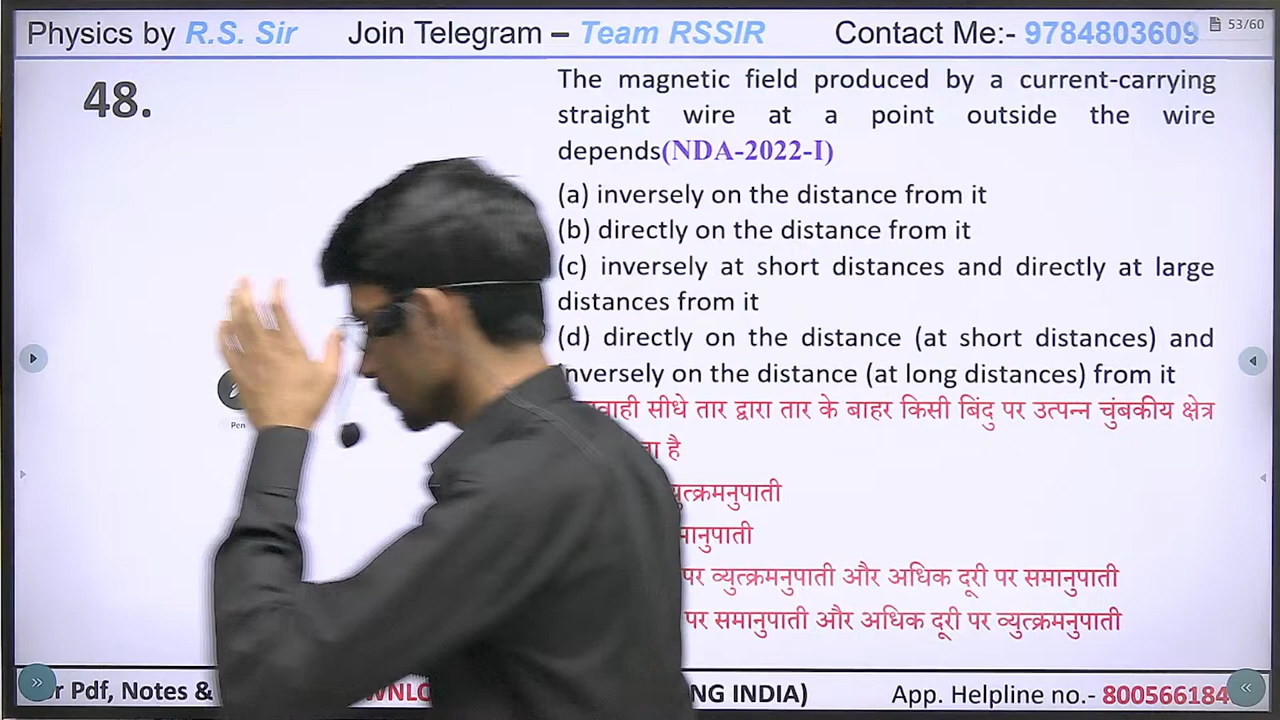 Physics by R.S. Sir Join Telegram – Team RSSIR Contact Me:- 9784803609
53/60
48.
The magnetic field produced by a current-carrying
straight wire at a point outside the wire
depends(NDA-2022-I)
(a) inversely on the distance from it
(b) directly on the distance from it
(c) inversely at short distances and directly at large
distances from it
(d) directly on the distance (at short distances) and
inversely on the distance (at long distances) from it
सीधे तार द्वारा तार के बाहर किसी बिंदु पर उत्पन्न चुंबकीय क्षेत्र
है
Pen
पर व्युत्क्रमनुपाती और अधिक दूरी पर समानुपाती
पर समानुपाती और अधिक दूरी पर व्युत्क्रमनुपाती
Pdf, Notes & INDIA) App. Helpline no.-